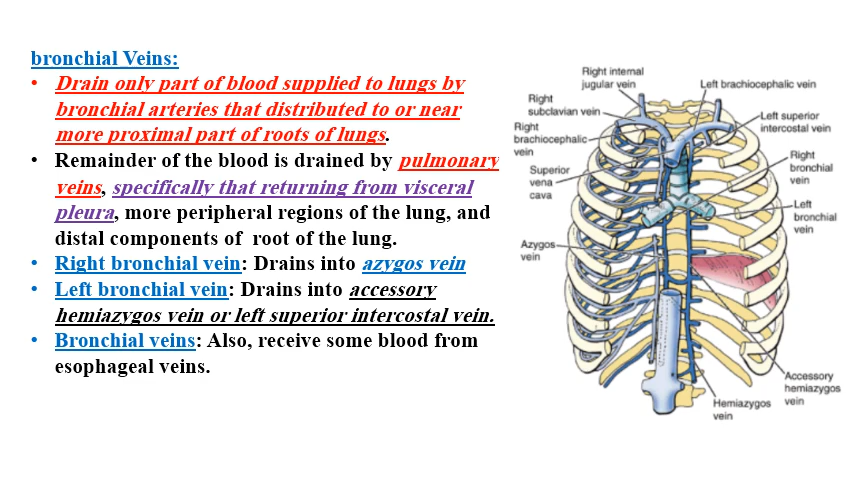 bronchial Veins:
• Drain only part of blood supplied to lungs by
bronchial arteries that distributed to or near
more proximal part of roots of lungs.
• Remainder of the blood is drained by pulmonary
veins, specifically that returning from visceral
pleura, more peripheral regions of the lung, and
distal components of root of the lung.
• Right bronchial vein: Drains into azygos vein
• Left bronchial vein: Drains into accessory
hemiazygos vein or left superior intercostal vein.
• Bronchial veins: Also, receive some blood from
esophageal veins.
Right internal
jugular vein
Left brachiocephalic vein
Right
subclavian vein
Left superior
intercostal vein
Right
brachiocephalic
vein
Right
bronchial
vein
Superior
vena
cava
Left
bronchial
vein
Azygos
vein
Accessory
hemiazygos
vein
Hemiazygos
vein